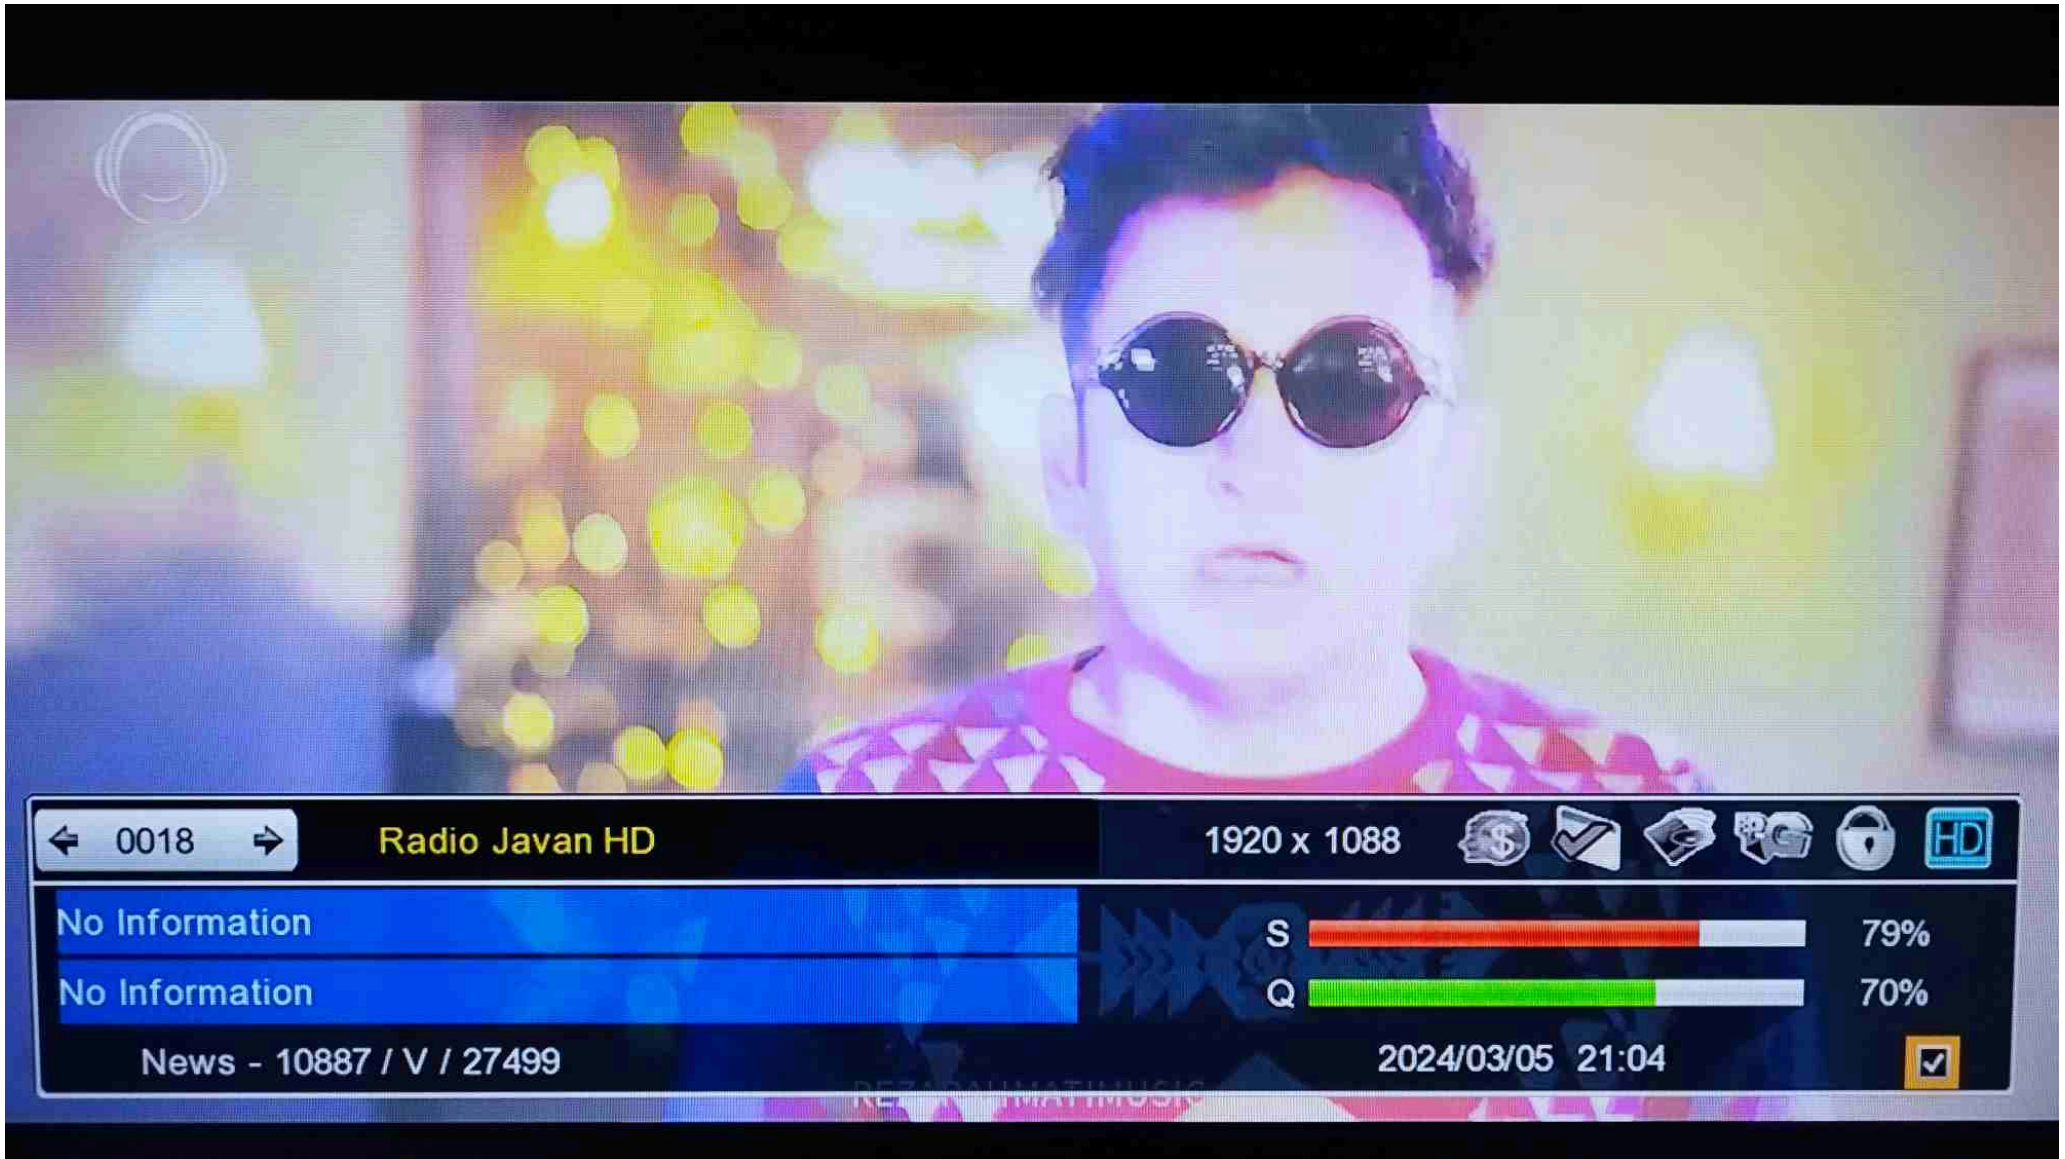 0018
Radio Javan HD
1920 x 1088
HD
No Information
S
79%
No Information
Q
70%
News - 10887 / V / 27499
2024/03/05 21:04